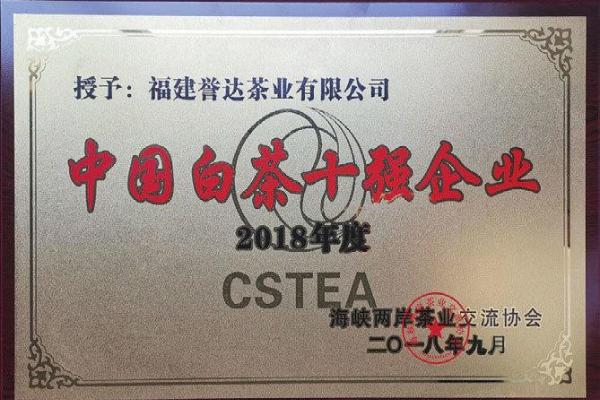 授予：福建誉达茶业有限公司
中国白茶十强企业
2018年度
CSTEA
海峡两岸茶业交流协会
二〇一八年九月